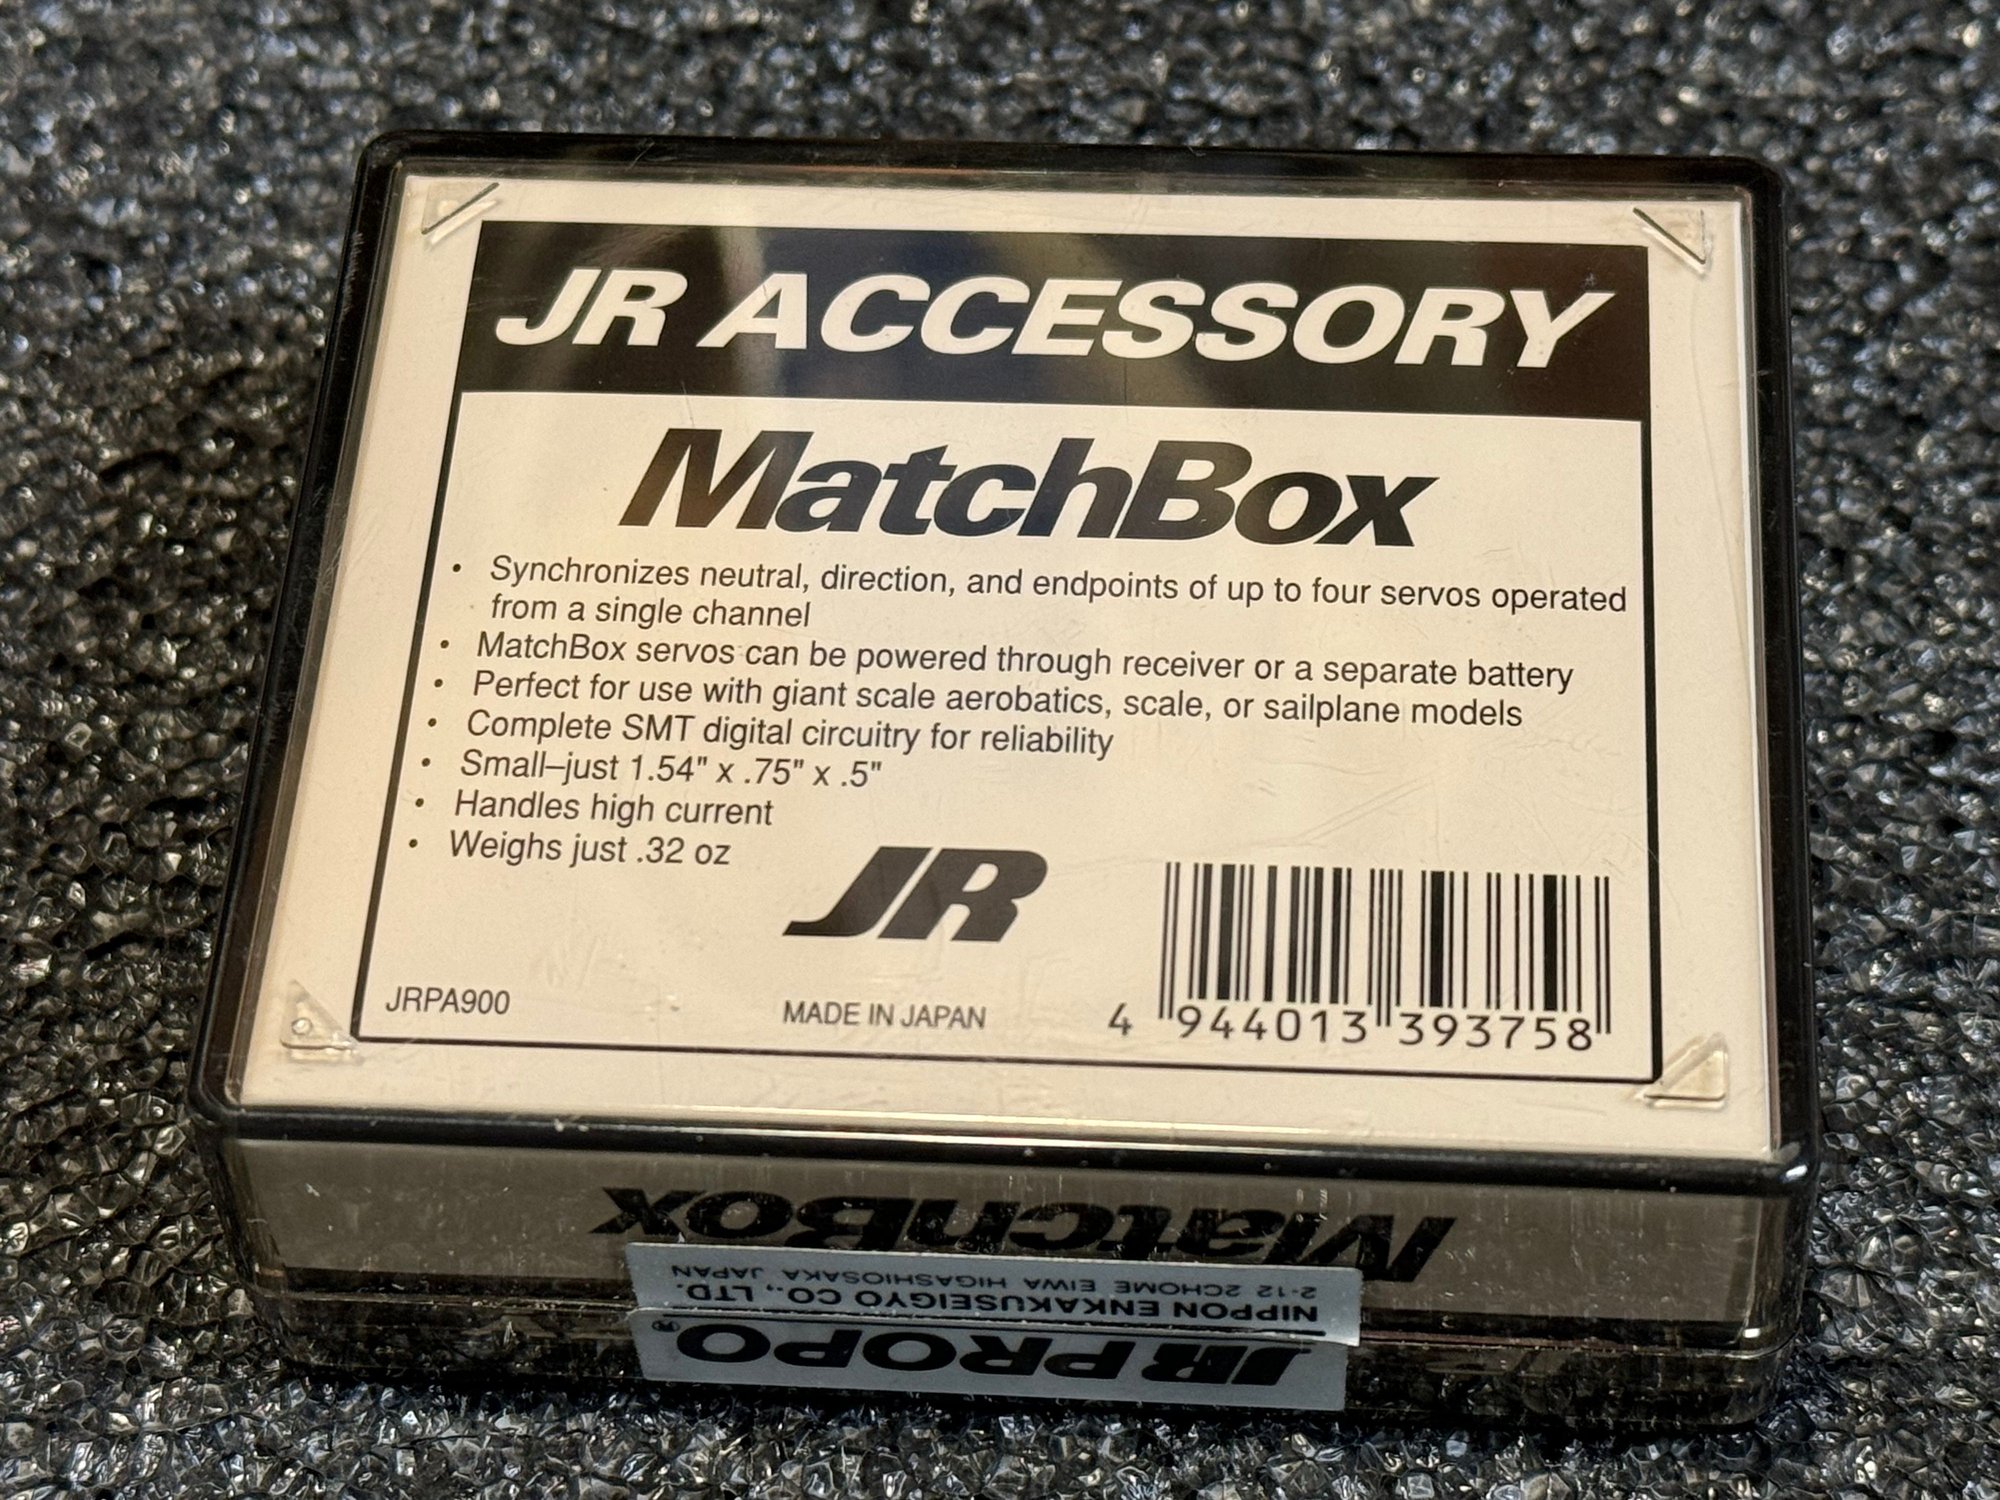 JR ACCESSORY
MatchBox
• Synchronizes neutral, direction, and endpoints of up to four servos operated
from a single channel
• MatchBox servos can be powered through receiver or a separate battery
• Perfect for use with giant scale aerobatics, scale, or sailplane models
• Complete SMT digital circuitry for reliability
• Small–just 1.54" x .75" x .5"
• Handles high current
• Weighs just .32 oz
JR
JRPA900
MADE IN JAPAN
4 944013 393758
MatchBox
JR PROPO®
NIPPON ENKAKUSEIGYO CO., LTD.
2-12 2CHOME EIWA HIGASHIOSAKA JAPAN